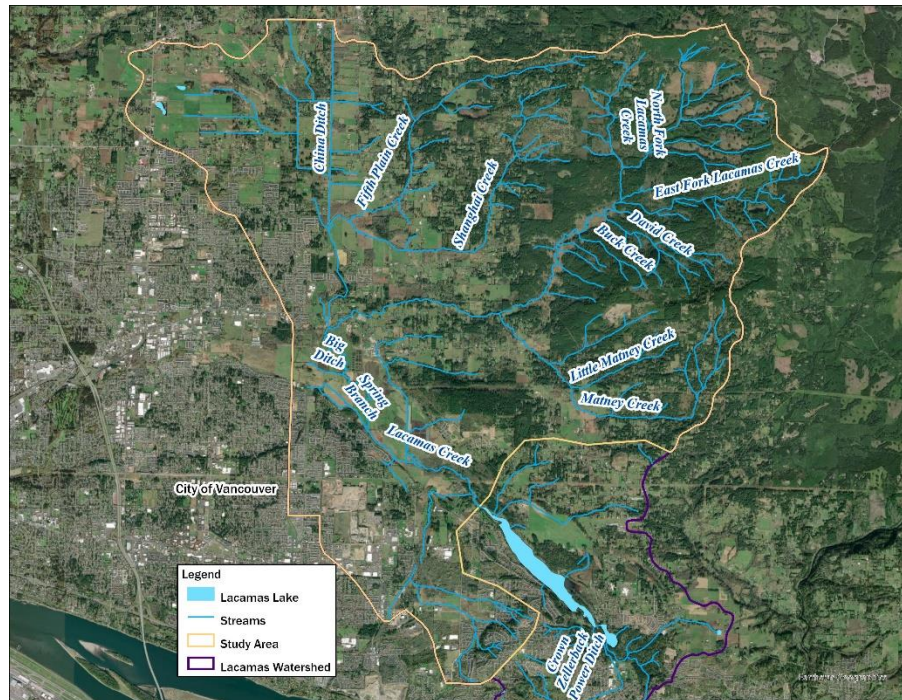 China Ditch
Fifth Plain Creek
Shanghai Creek
North Fork
Lacamas
Creek
East Fork Lacamas Creek
David Creek
Buck Creek
Big
Ditch
Spring
Branch
Little Matney Creek
Matney Creek
Lacamas Creek
City of Vancouver
Crown
Zellerback
Power Ditch
Legend
Lacamas Lake
Streams
Study Area
Lacamas Watershed